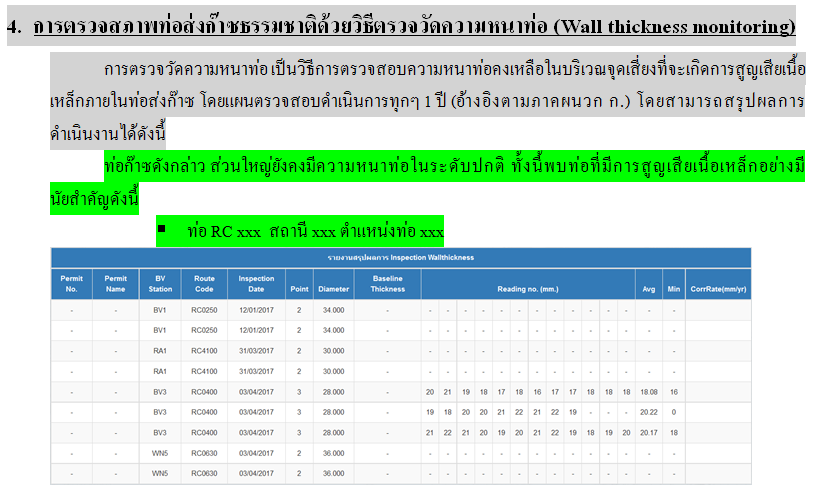 4. การตรวจสภาพท่อส่งก๊าซธรรมชาติด้วยวิธีตรวจวัดความหนาท่อ (Wall thickness monitoring)
การตรวจวัดความหนาท่อ เป็นวิธีการตรวจสอบความหนาท่อคงเหลือในบริเวณจุดเสี่ยงที่จะเกิดการสูญเสียเนื้อ
เหล็กภายในท่อส่งก๊าซ โดยแผนตรวจสอบดำเนินการทุกๆ 1 ปี (อ้างอิงตามภาคผนวก ก.) โดยสามารถสรุปผลการ
ดำเนินงานได้ดังนี้
ท่อก๊าซดังกล่าว ส่วนใหญ่ยังคงมีความหนาท่อในระดับปกติ ทั้งนี้พบท่อที่มีการสูญเสียเนื้อเหล็กอย่างมี
นัยสำคัญดังนี้
▪ ท่อ RC xxx สถานี xxx ตำแหน่งท่อ xxx
รายงานสรุปผลการ Inspection Wallthickness
Permit No. Permit Name BV Station Route Code Inspection Date Point Diameter Baseline Thickness Reading no. (mm.) Avg Min CorrRate(mm/yr)
- - BV1 RC0250 12/01/2017 2 34.000 - - - - - - - - - - - - - - -
- - BV1 RC0250 12/01/2017 2 34.000 - - - - - - - - - - - - - - -
- - RA1 RC4100 31/03/2017 2 30.000 - - - - - - - - - - - - - - -
- - RA1 RC4100 31/03/2017 2 30.000 - - - - - - - - - - - - - - -
- - BV3 RC0400 03/04/2017 3 28.000 - 20 21 19 18 17 18 16 17 17 18 18 18 18.08 16
- - BV3 RC0400 03/04/2017 3 28.000 - 19 18 20 20 21 22 21 22 19 - - - 20.22 0
- - BV3 RC0400 03/04/2017 3 28.000 - 21 22 21 20 19 20 21 22 19 18 19 20 20.17 18
- - WN5 RC0630 03/04/2017 2 36.000 - - - - - - - - - - - - - - -
- - WN5 RC0630 03/04/2017 2 36.000 - - - - - - - - - - - - - - -